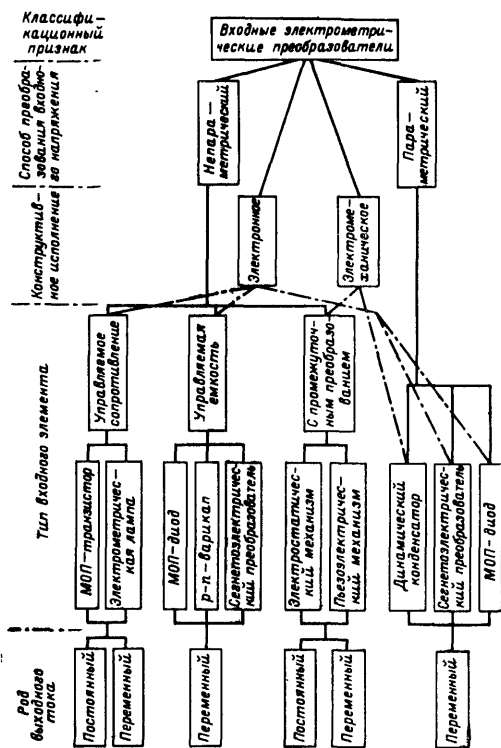 Классифи-
кационный
признак
Входные электрометри-
ческие преобразователи
Способ преобра-
зования входно-
го напряжения
Непара-
метрический
Пара-
метрический
Конструктив-
ное исполнение
Электронное
Электроме-
ханическое
Тип входного элемента
Управляемое
сопротивление
Управляемая
емкость
С промежуточ-
ным преобразо-
ванием
МОП-транзистор
Электрометричес-
кая лампа
МОП-диод
p-n-варикап
Сегнетоэлектричес-
кий преобразователь
Электростатичес-
кий механизм
Пьезоэлектричес-
кий механизм
Динамический
конденсатор
Сегнетоэлектричес-
кий преобразователь
МОП-диод
Род
выходного
тока
Постоянный
Переменный
Переменный
Постоянный
Переменный
Переменный